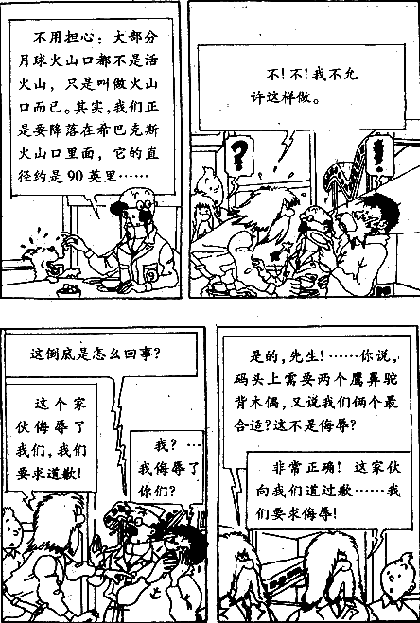 不用担心：大部分
月球火山口都不是活
火山，只是叫做火山
口而已。其实，我们正
是要降落在希巴克斯
火山口里面，它的直
径约是90英里……
不！不！我不允
许这样做。
?
!
这倒底是怎么回事？
这个家
伙侮辱了
我们，我们
要求道歉！
我？…
我侮辱了
你们？
是的，先生！……你说，
码头上需要两个鹰鼻驼
背木偶，又说我们俩个最
合适？这不是侮辱？
非常正确！这家伙
向我们道过歉……我
们要求侮辱！